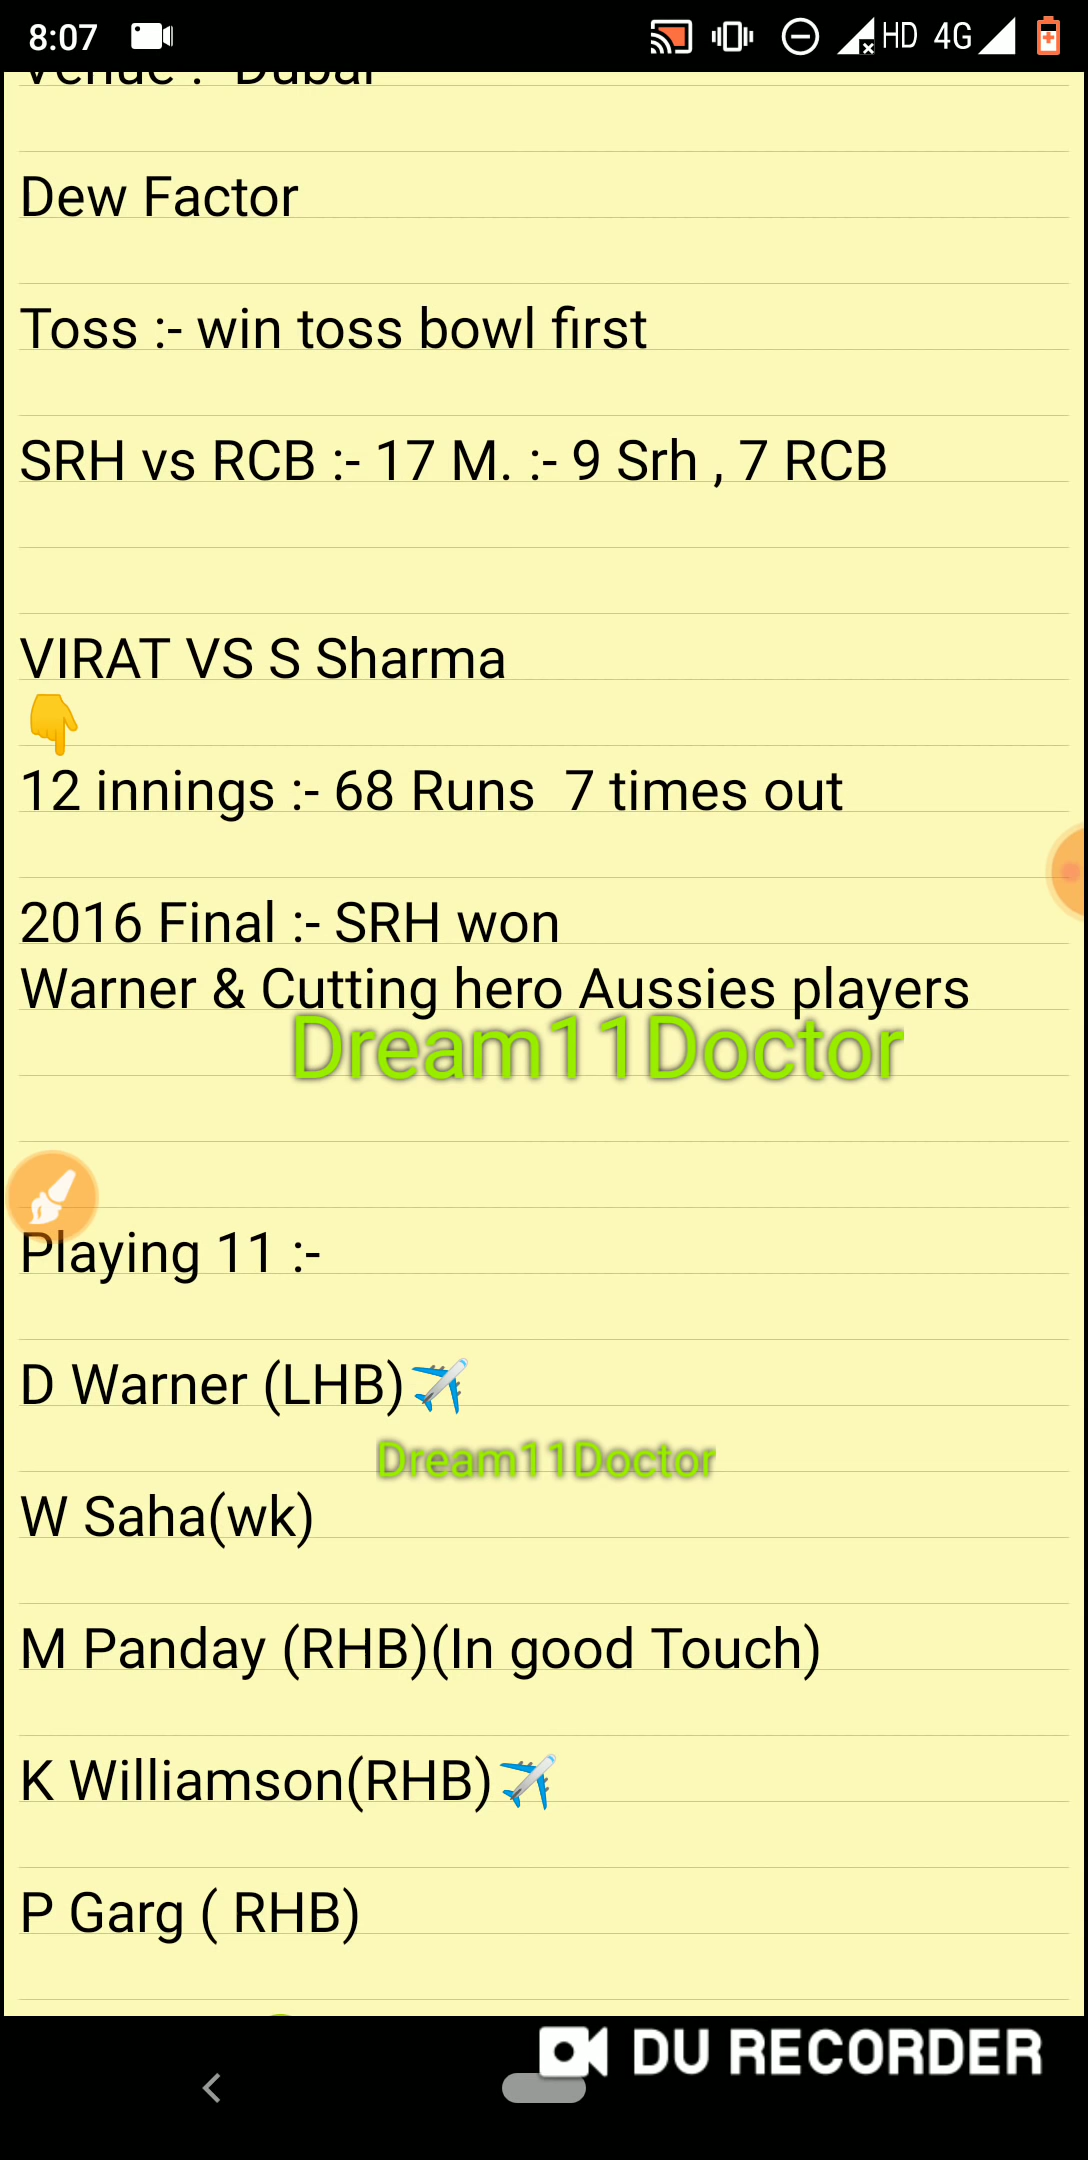 8:07
HD 4G
Venue : Dubai
Dew Factor
Toss :- win toss bowl first
SRH vs RCB :- 17 M. :- 9 Srh , 7 RCB
VIRAT VS S Sharma
👇
12 innings :- 68 Runs  7 times out
2016 Final :- SRH won
Warner & Cutting hero Aussies players
Dream11Doctor
Playing 11 :-
D Warner (LHB)✈️
Dream11Doctor
W Saha(wk)
M Panday (RHB)(In good Touch)
K Williamson(RHB)✈️
P Garg ( RHB)
DU RECORDER